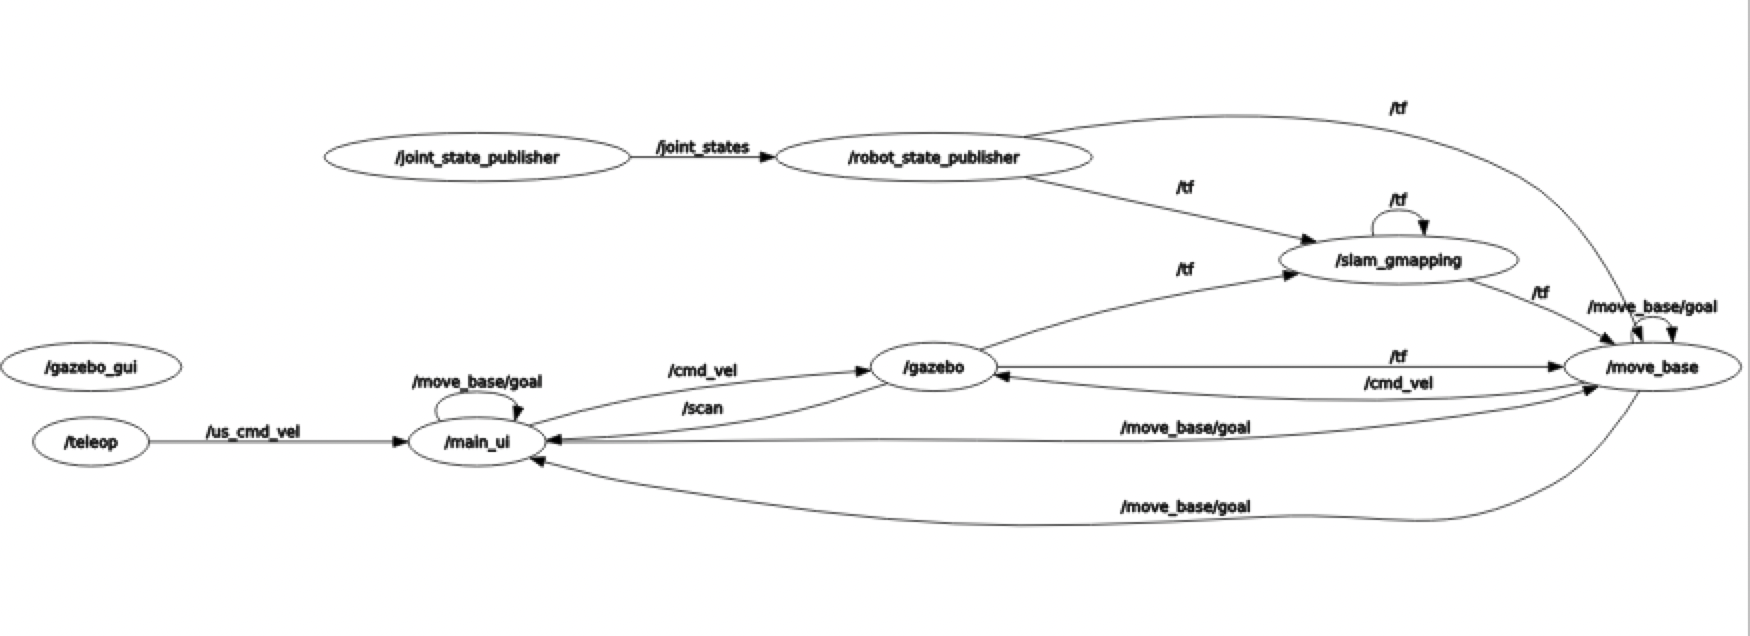 /tf
/joint_state_publisher
/joint_states
/robot_state_publisher
/tf
/tf
/slam_gmapping
/tf
/tf
/move_base/goal
/gazebo_gui
/move_base/goal
/cmd_vel
/gazebo
/tf
/move_base
/cmd_vel
/scan
/teleop
/us_cmd_vel
/main_ui
/move_base/goal
/move_base/goal